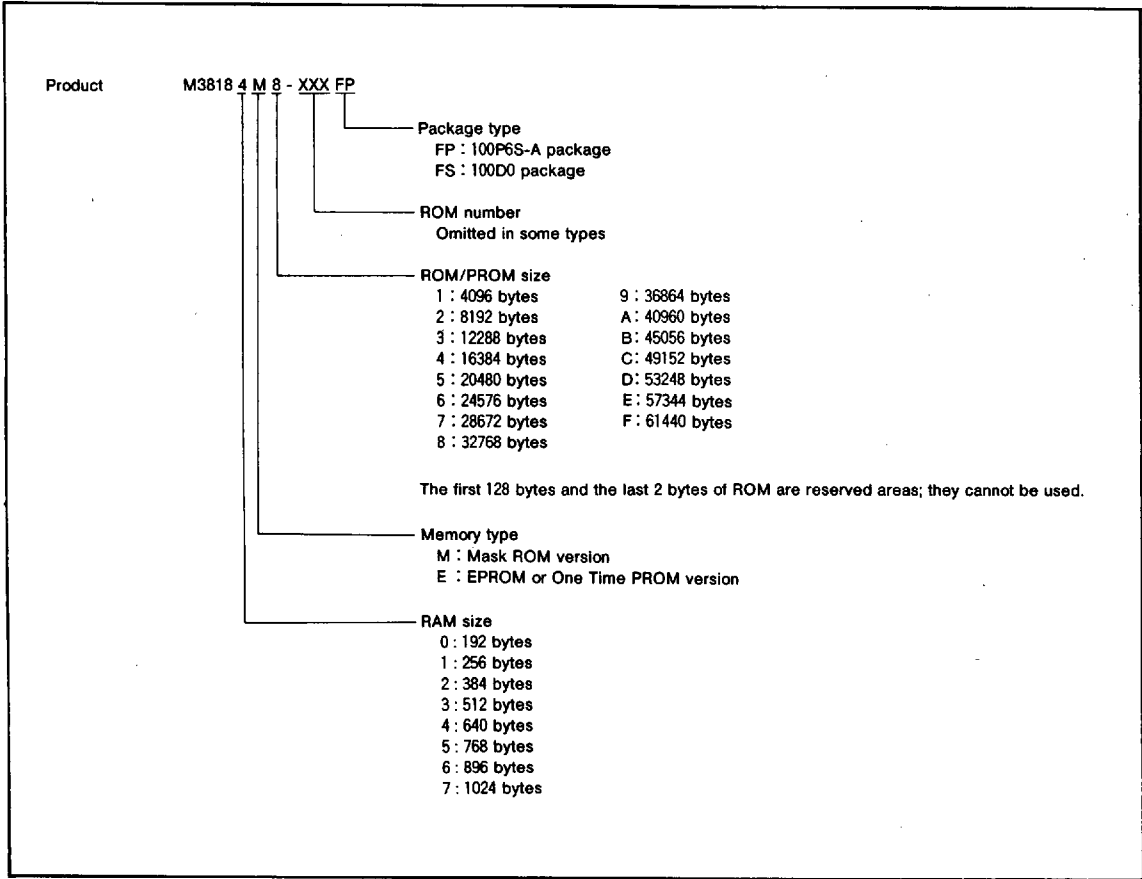 Product M3818 4 M 8 - XXX FP
Package type
FP : 100P6S-A package
FS : 100D0 package
ROM number
Omitted in some types
ROM/PROM size
1 : 4096 bytes 9 : 36864 bytes
2 : 8192 bytes A : 40960 bytes
3 : 12288 bytes B : 45056 bytes
4 : 16384 bytes C : 49152 bytes
5 : 20480 bytes D : 53248 bytes
6 : 24576 bytes E : 57344 bytes
7 : 28672 bytes F : 61440 bytes
8 : 32768 bytes
The first 128 bytes and the last 2 bytes of ROM are reserved areas; they cannot be used.
Memory type
M : Mask ROM version
E : EPROM or One Time PROM version
RAM size
0 : 192 bytes
1 : 256 bytes
2 : 384 bytes
3 : 512 bytes
4 : 640 bytes
5 : 768 bytes
6 : 896 bytes
7 : 1024 bytes